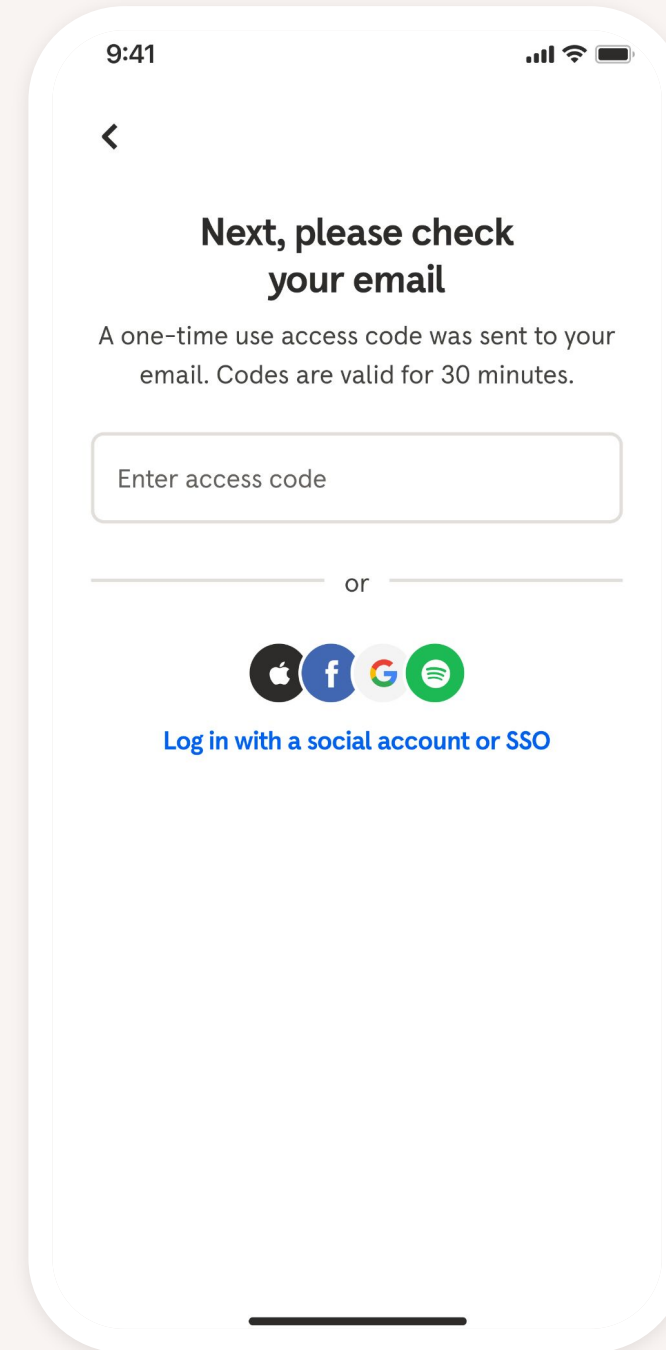 9:41
Next, please check
your email
A one-time use access code was sent to your
email. Codes are valid for 30 minutes.
Enter access code
or
Log in with a social account or SSO